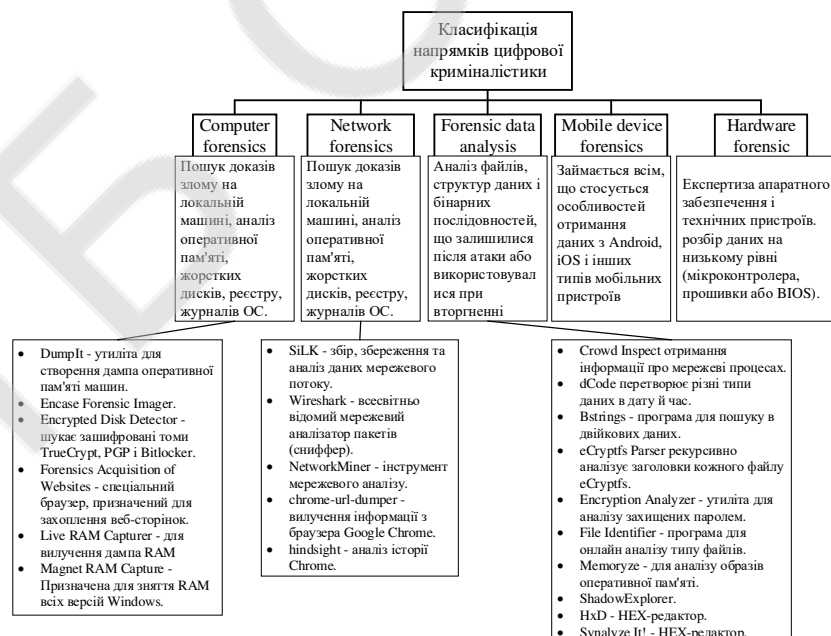 Класифікація
напрямків цифрової
криміналістики
Computer
forensics
Пошук доказів
злому на
локальній
машині, аналіз
оперативної
пам'яті,
жорстких
дисків, реєстру,
журналів ОС.
Network
forensics
Пошук доказів
злому на
локальній
машині, аналіз
оперативної
пам'яті,
жорстких
дисків, реєстру,
журналів ОС.
Forensic data
analysis
Аналіз файлів,
структур даних і
бінарних
послідовностей,
що залишилися
після атаки або
використовувал
ися при
вторгненні
Mobile device
forensics
Займається всім,
що стосується
особливостей
отримання
даних з Android,
iOS і інших
типів мобільних
пристроїв
Hardware
forensic
Експертиза апаратного
забезпечення і
технічних пристроїв.
розбір даних на
низькому рівні
(мікроконтролера,
прошивки або BIOS).
• DumpIt - утиліта для
створення дампа оперативної
пам'яті машин.
• Encase Forensic Imager.
• Encrypted Disk Detector -
шукає зашифровані томи
TrueCrypt, PGP і Bitlocker.
• Forensics Acquisition of
Websites - спеціальний
браузер, призначений для
захоплення веб-сторінок.
• Live RAM Capturer - для
вилучення дампа RAM
• Magnet RAM Capture -
Призначена для зняття RAM
всіх версій Windows.
• SiLK - збір, збереження та
аналіз даних мережевого
потоку.
• Wireshark - всесвітньо
відомий мережевий
аналізатор пакетів
(сниффер).
• NetworkMiner - інструмент
мережевого аналізу.
• chrome-url-dumper -
вилучення інформації з
браузера Google Chrome.
• hindsight - аналіз історії
Chrome.
• Crowd Inspect отримання
інформації про мережеві процесах.
• dCode перетворює різні типи
даних в дату й час.
• Bstrings - програма для пошуку в
двійкових даних.
• eCryptfs Parser рекурсивно
аналізує заголовки кожного файлу
eCryptfs.
• Encryption Analyzer - утиліта для
аналізу захищених паролем.
• File Identifier - програма для
онлайн аналізу типу файлів.
• Memoryze - для аналізу образів
оперативної пам'яті.
• ShadowExplorer.
• HxD - HEX-редактор.
• Synalyze It! - HEX-редактор.